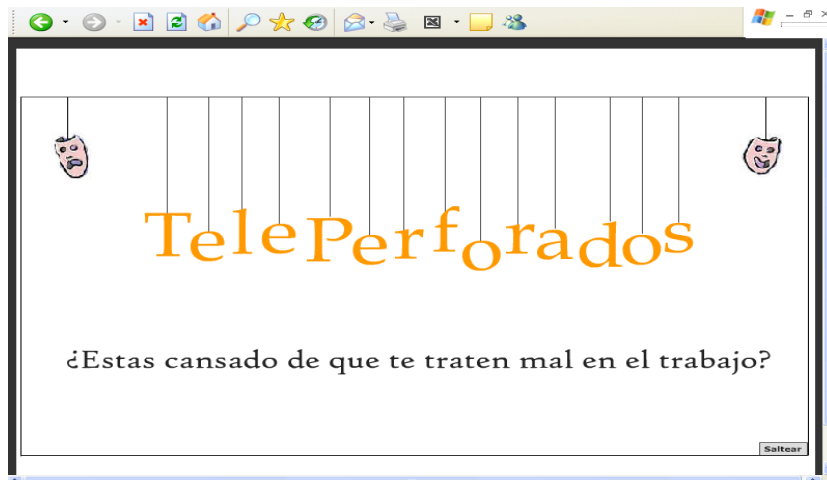 TelePerforados
¿Estas cansado de que te traten mal en el trabajo?
Saltear